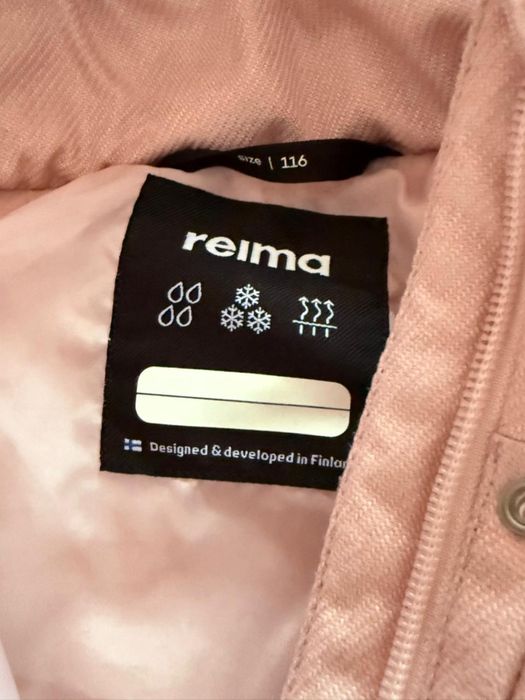 size | 116
reima
Designed & developed in Finlan